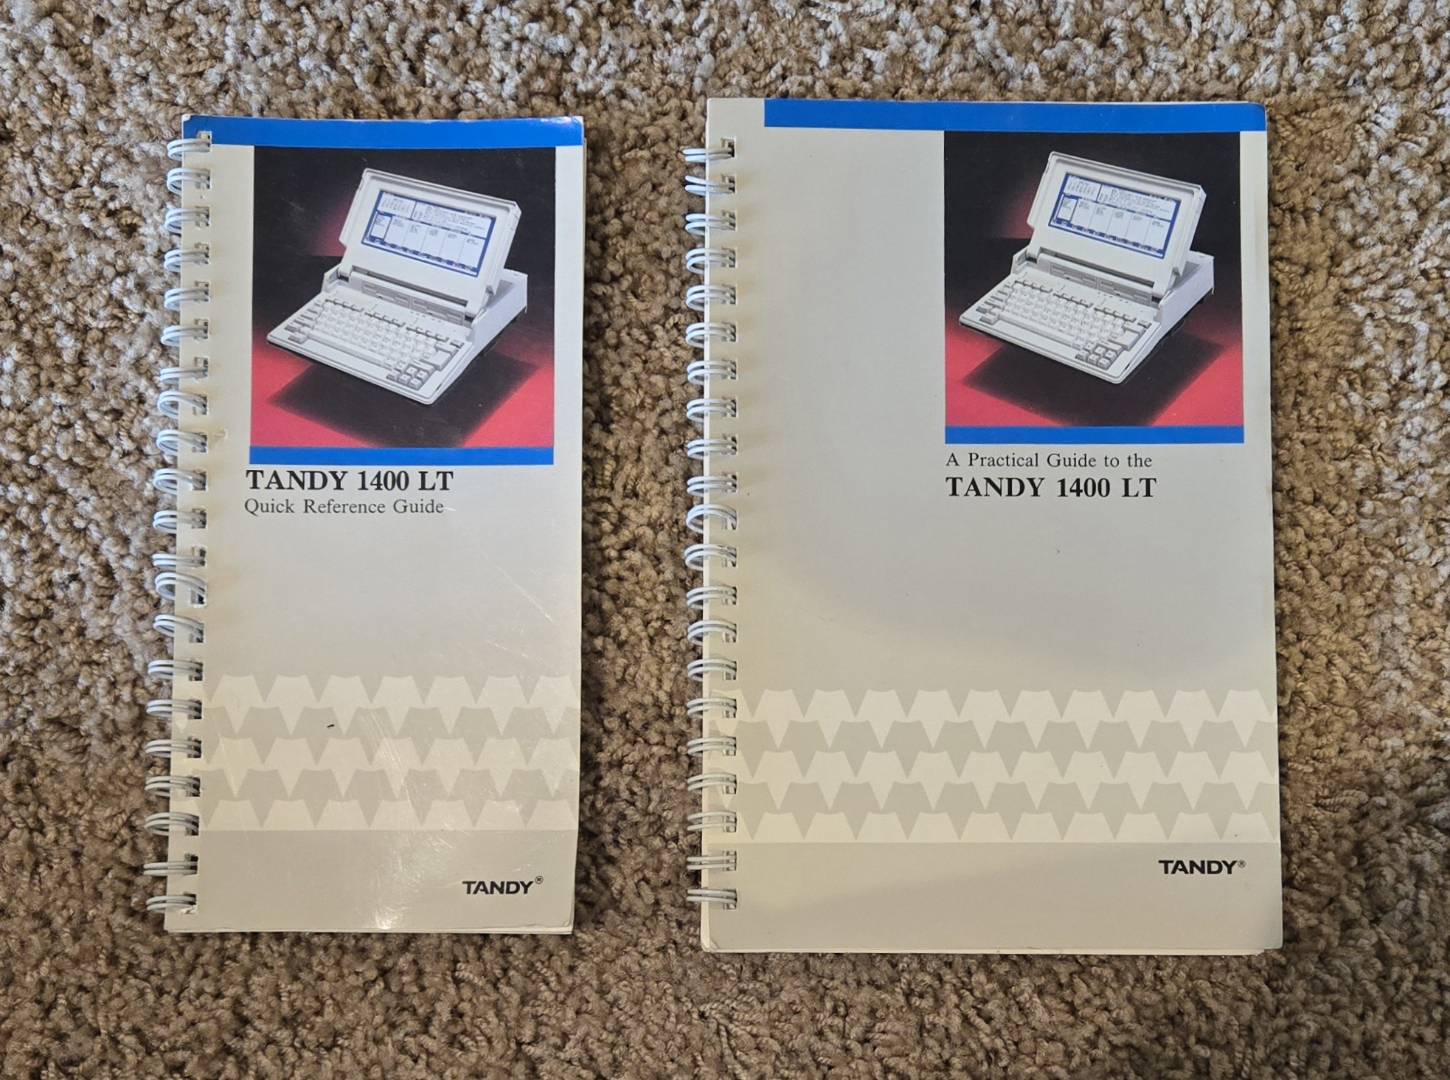 TANDY 1400 LT
Quick Reference Guide
TANDY®
A Practical Guide to the
TANDY 1400 LT
TANDY®